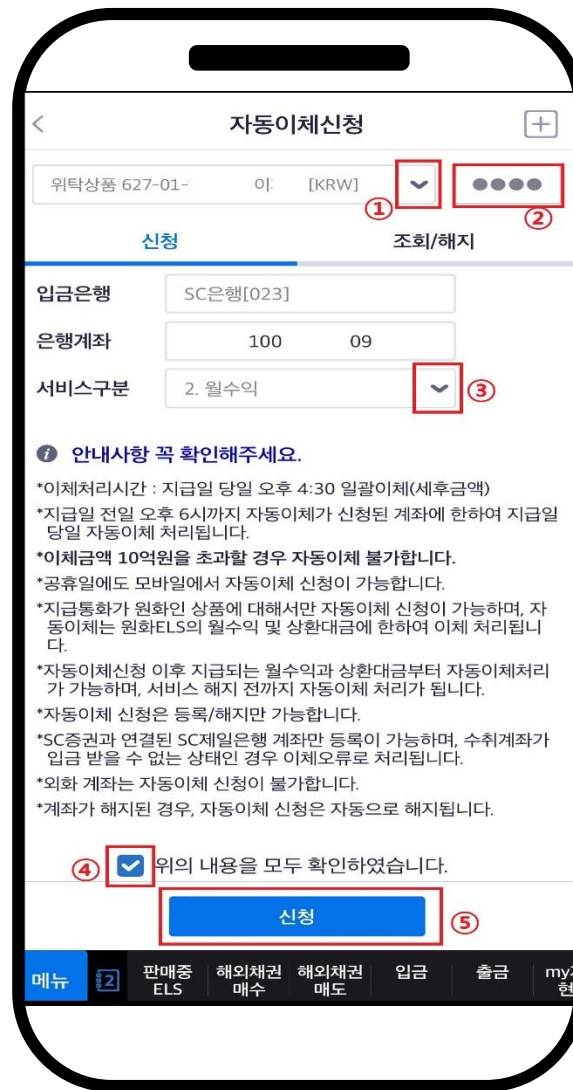 자동이체신청
위탁상품 627-01- 이 [KRW]
①
②
신청 조회/해지
입금은행 SC은행[023]
은행계좌 100 09
서비스구분 2. 월수익 ③
안내사항 꼭 확인해주세요.
*이체처리시간 : 지급일 당일 오후 4:30 일괄이체(세후금액)
*지급일 전일 오후 6시까지 자동이체가 신청된 계좌에 한하여 지급일
당일 자동이체 처리됩니다.
*이체금액 10억원을 초과할 경우 자동이체 불가합니다.
*공휴일에도 모바일에서 자동이체 신청이 가능합니다.
*지급통화가 원화인 상품에 대해서만 자동이체 신청이 가능하며, 자
동이체는 원화ELS의 월수익 및 상환대금에 한하여 이체 처리됩니
다.
*자동이체신청 이후 지급되는 월수익과 상환대금부터 자동이체처리
가 가능하며, 서비스 해지 전까지 자동이체 처리가 됩니다.
*자동이체 신청은 등록/해지만 가능합니다.
*SC증권과 연결된 SC제일은행 계좌만 등록이 가능하며, 수취계좌가
입금 받을 수 없는 상태인 경우 이체오류로 처리됩니다.
*외화 계좌는 자동이체 신청이 불가합니다.
*계좌가 해지된 경우, 자동이체 신청은 자동으로 해지됩니다.
④ 위의 내용을 모두 확인하였습니다.
신청 ⑤
메뉴 2 판매중 해외채권 해외채권 입금 출금 my
ELS 매수 매도 현